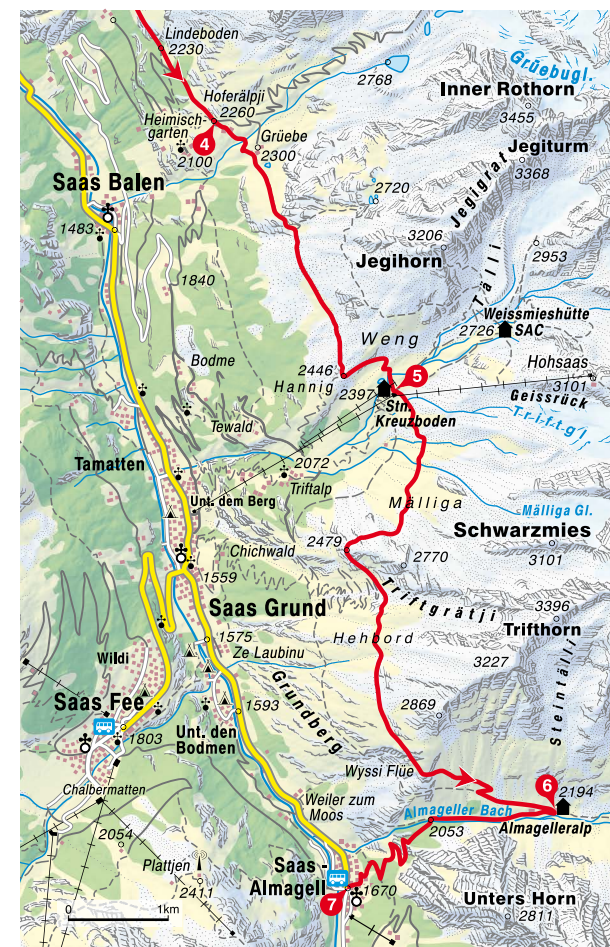 Lindeboden
2230
2768
Grüebugl.
Inner Rothorn
3455
Hoferälpji
2260
Heimisch-
garten
2100
4
Grüebe
2300
Jegiturm
3368
Jegigrat
Saas Balen
1483
2720
3206
Jegihorn
2953
Tälli
1840
Weissmieshütte
2726 SAC
Weng
Bodme
2446
Hannig
2397
5
Hohsaas
3101
Geissrück
Stn.
Kreuzboden
Triftgl.
Tewald
Tamatten
2072
Triftalp
Unt. dem Berg
Mälliga
Mälliga Gl.
Schwarzmies
3101
Chichwald
2479
2770
1559
Triftgrätji
Saas Grund
3396
Trifthorn
1575
Hehbord
Ze Laubinu
3227
Wildi
Steintälli
Saas Fee
1593
Grundberg
2869
1803
Unt. den
Bodmen
Wyssi Flüe
6
2194
Chalbermatten
Weiler zum
Moos
Almageller Bach
2053
Almagelleralp
2054
Plattjen
2411
Saas -
Almagell
1670
7
Unters Horn
2811
0 1km